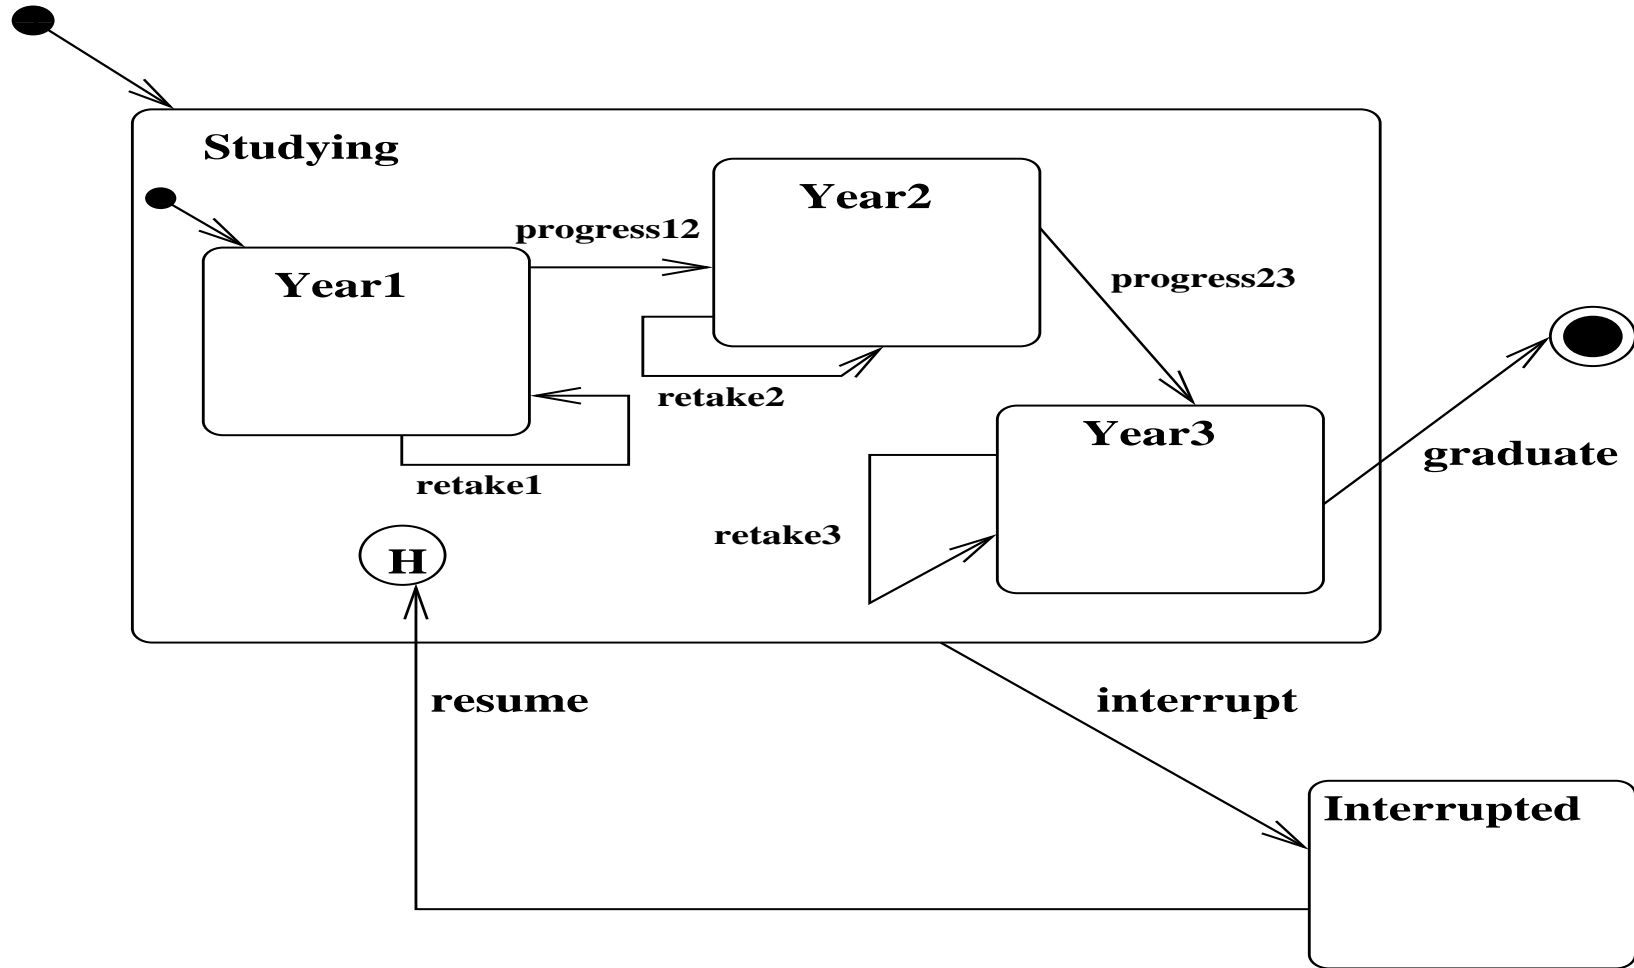 Studying
Year2
progress12
Year1
progress23
retake2
Year3
graduate
retake1
retake3
H
resume
interrupt
Interrupted